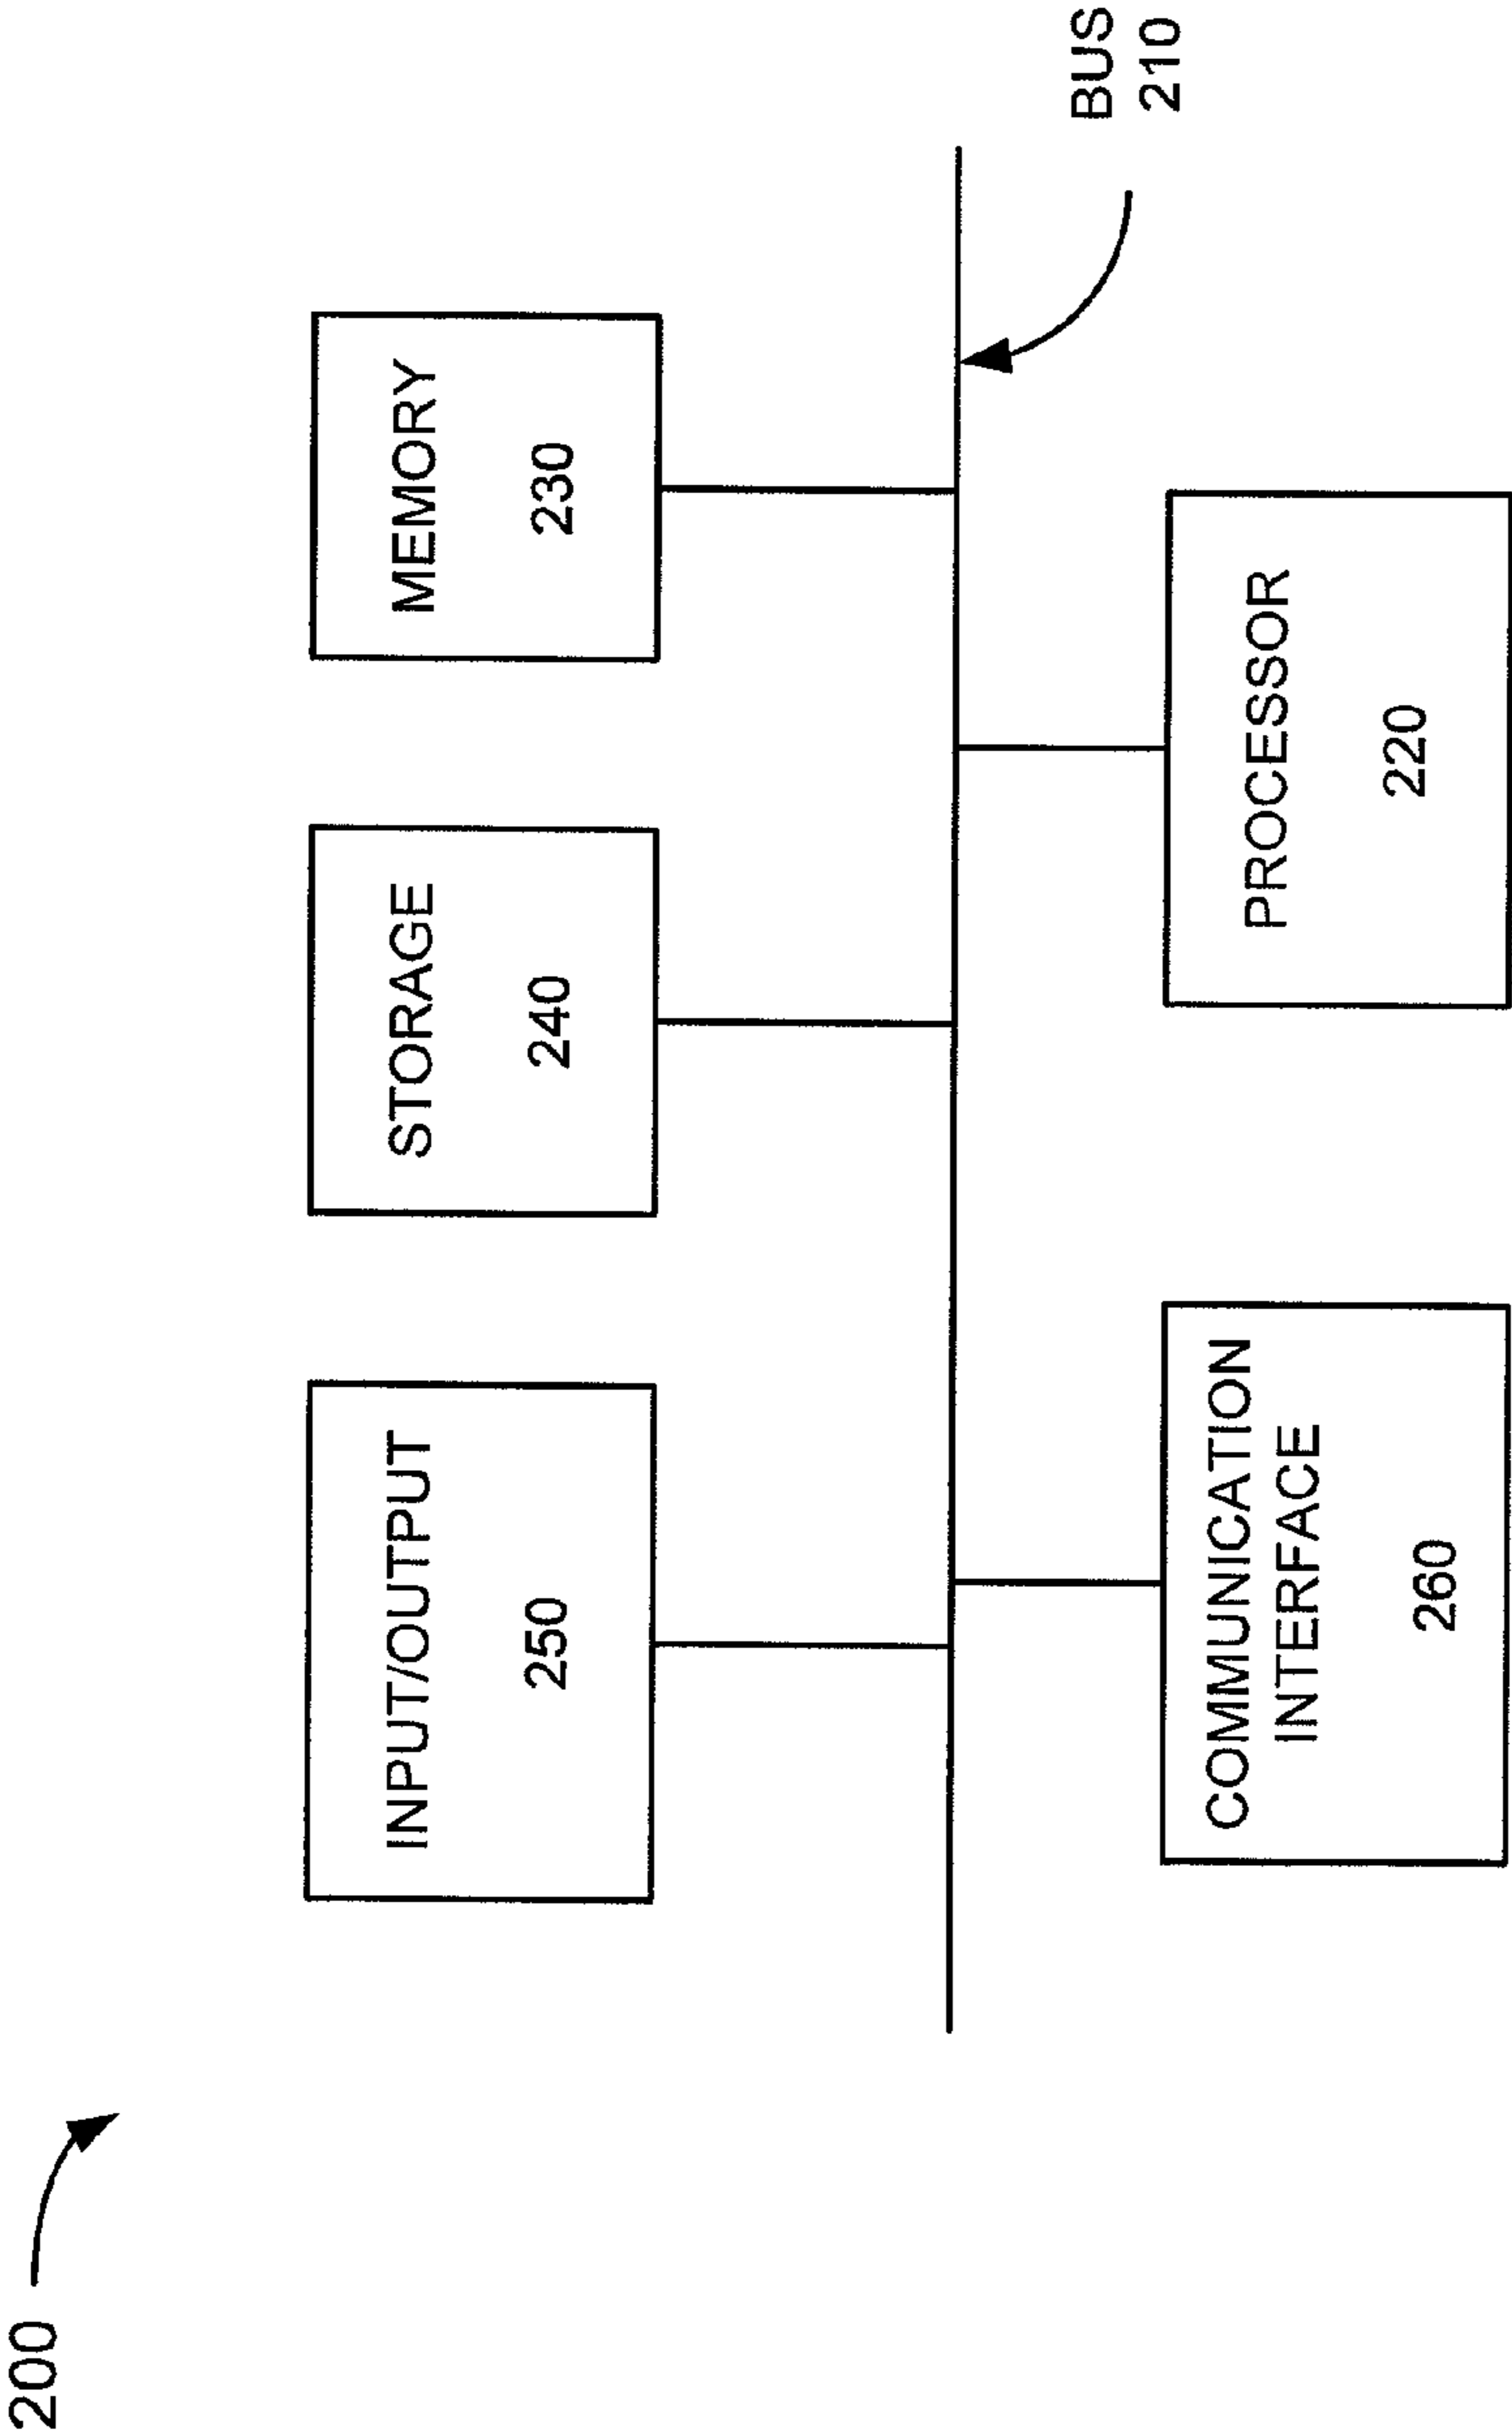 200
INPUT/OUTPUT
250
STORAGE
240
MEMORY
230
BUS
210
COMMUNICATION
INTERFACE
260
PROCESSOR
220